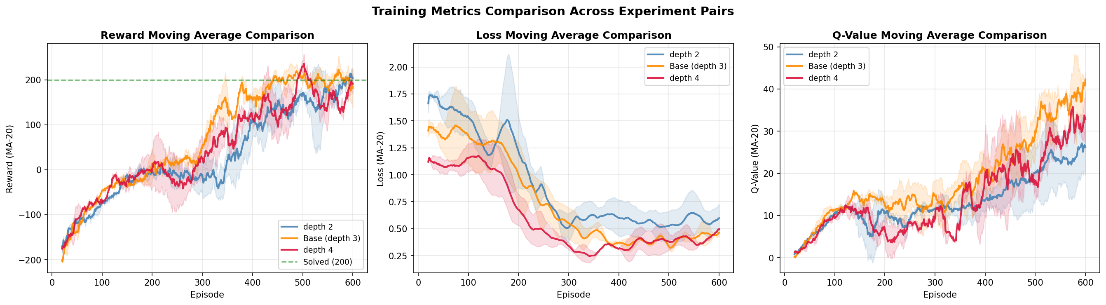 Training Metrics Comparison Across Experiment Pairs
Reward Moving Average Comparison
Reward (MA-20)
200
100
0
−100
−200
depth 2
Base (depth 3)
depth 4
Solved (200)
0 100 200 300 400 500 600
Episode
Loss Moving Average Comparison
Loss (MA-20)
2.00
1.75
1.50
1.25
1.00
0.75
0.50
0.25
depth 2
Base (depth 3)
depth 4
0 100 200 300 400 500 600
Episode
Q-Value Moving Average Comparison
Q-Value (MA-20)
50
40
30
20
10
0
depth 2
Base (depth 3)
depth 4
0 100 200 300 400 500 600
Episode